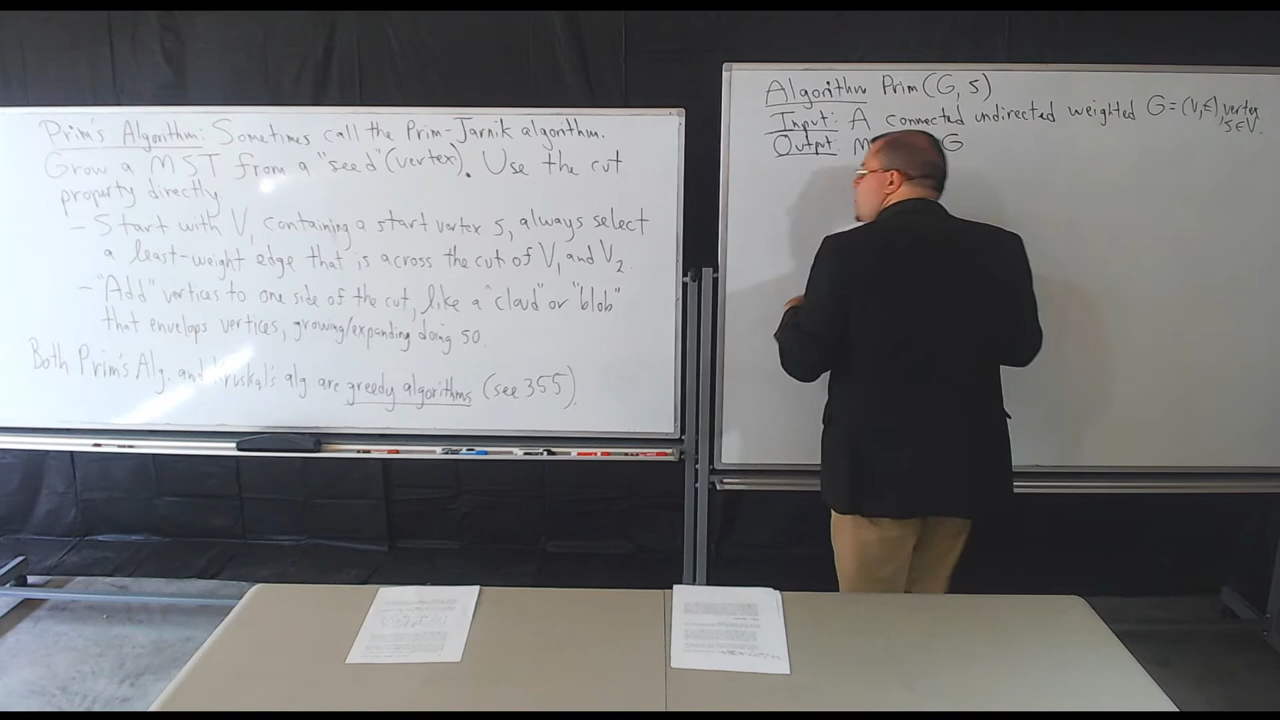 Prim's Algorithm: Sometimes call the Prim-Jarnik algorithm.
Grow a MST from a "seed" (vertex). Use the cut
property directly
- Start with V₁ containing a start vertex s, always select
a least-weight edge that is across the cut of V₁ and V₂.
- "Add" vertices to one side of the cut, like a "cloud" or "blob"
that envelops vertices, growing/expanding doing so.
Both Prim's Alg. and Kruskal's alg are greedy algorithms (see 355).
Algorithm Prim(G, s)
Input: A connected undirected weighted G = (V,E), vertex
s∈V.
Output: M G